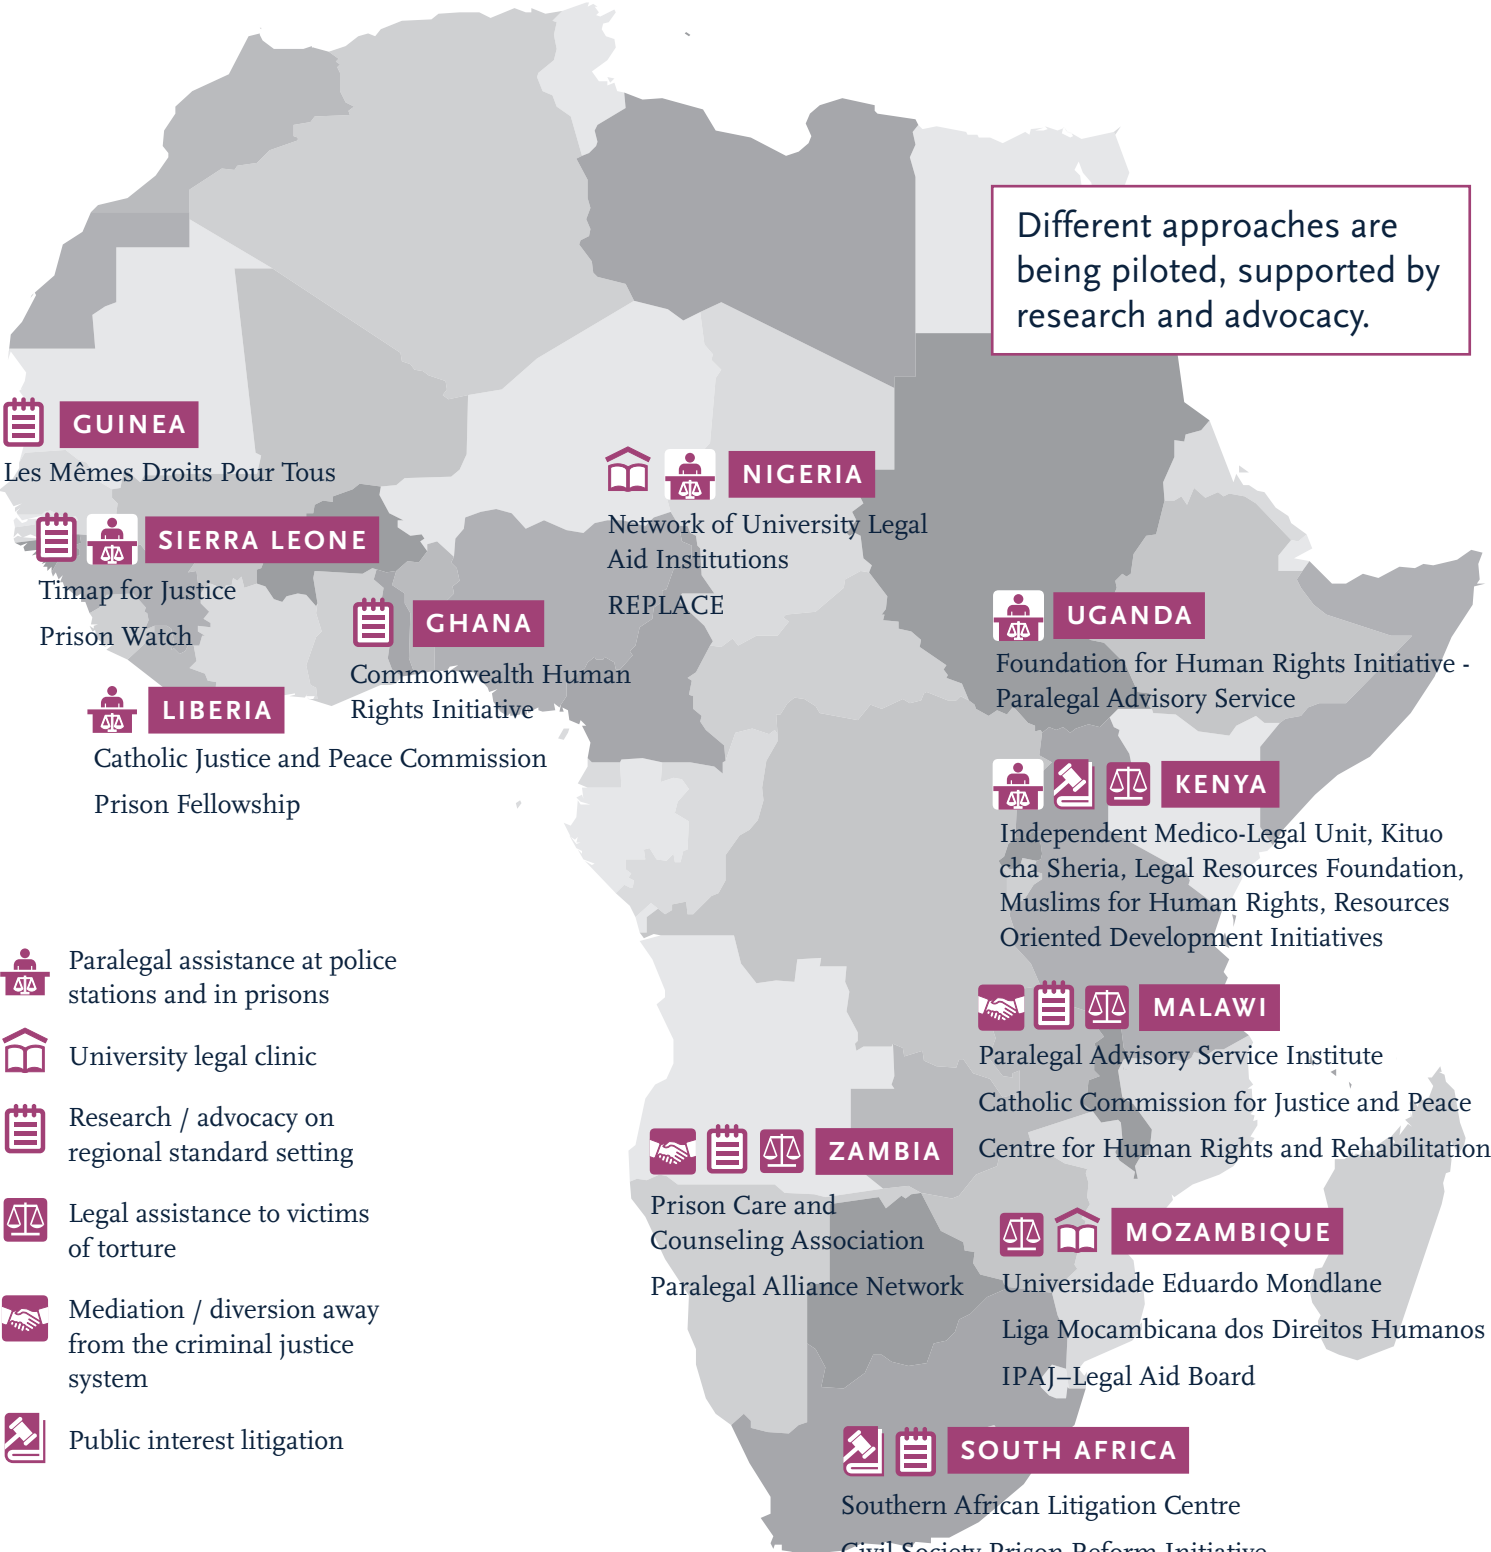 Different approaches are
being piloted, supported by
research and advocacy.
GUINEA
Les Mêmes Droits Pour Tous
SIERRA LEONE
Timap for Justice
Prison Watch
GHANA
Commonwealth Human
Rights Initiative
LIBERIA
Catholic Justice and Peace Commission
Prison Fellowship
NIGERIA
Network of University Legal
Aid Institutions
REPLACE
UGANDA
Foundation for Human Rights Initiative -
Paralegal Advisory Service
KENYA
Independent Medico-Legal Unit, Kituo
cha Sheria, Legal Resources Foundation,
Muslims for Human Rights, Resources
Oriented Development Initiatives
MALAWI
Paralegal Advisory Service Institute
Catholic Commission for Justice and Peace
Centre for Human Rights and Rehabilitation
ZAMBIA
Prison Care and
Counseling Association
Paralegal Alliance Network
MOZAMBIQUE
Universidade Eduardo Mondlane
Liga Mocambicana dos Direitos Humanos
IPAJ–Legal Aid Board
SOUTH AFRICA
Southern African Litigation Centre
Civil Society Prison Reform Initiative
Paralegal assistance at police
stations and in prisons
University legal clinic
Research / advocacy on
regional standard setting
Legal assistance to victims
of torture
Mediation / diversion away
from the criminal justice
system
Public interest litigation